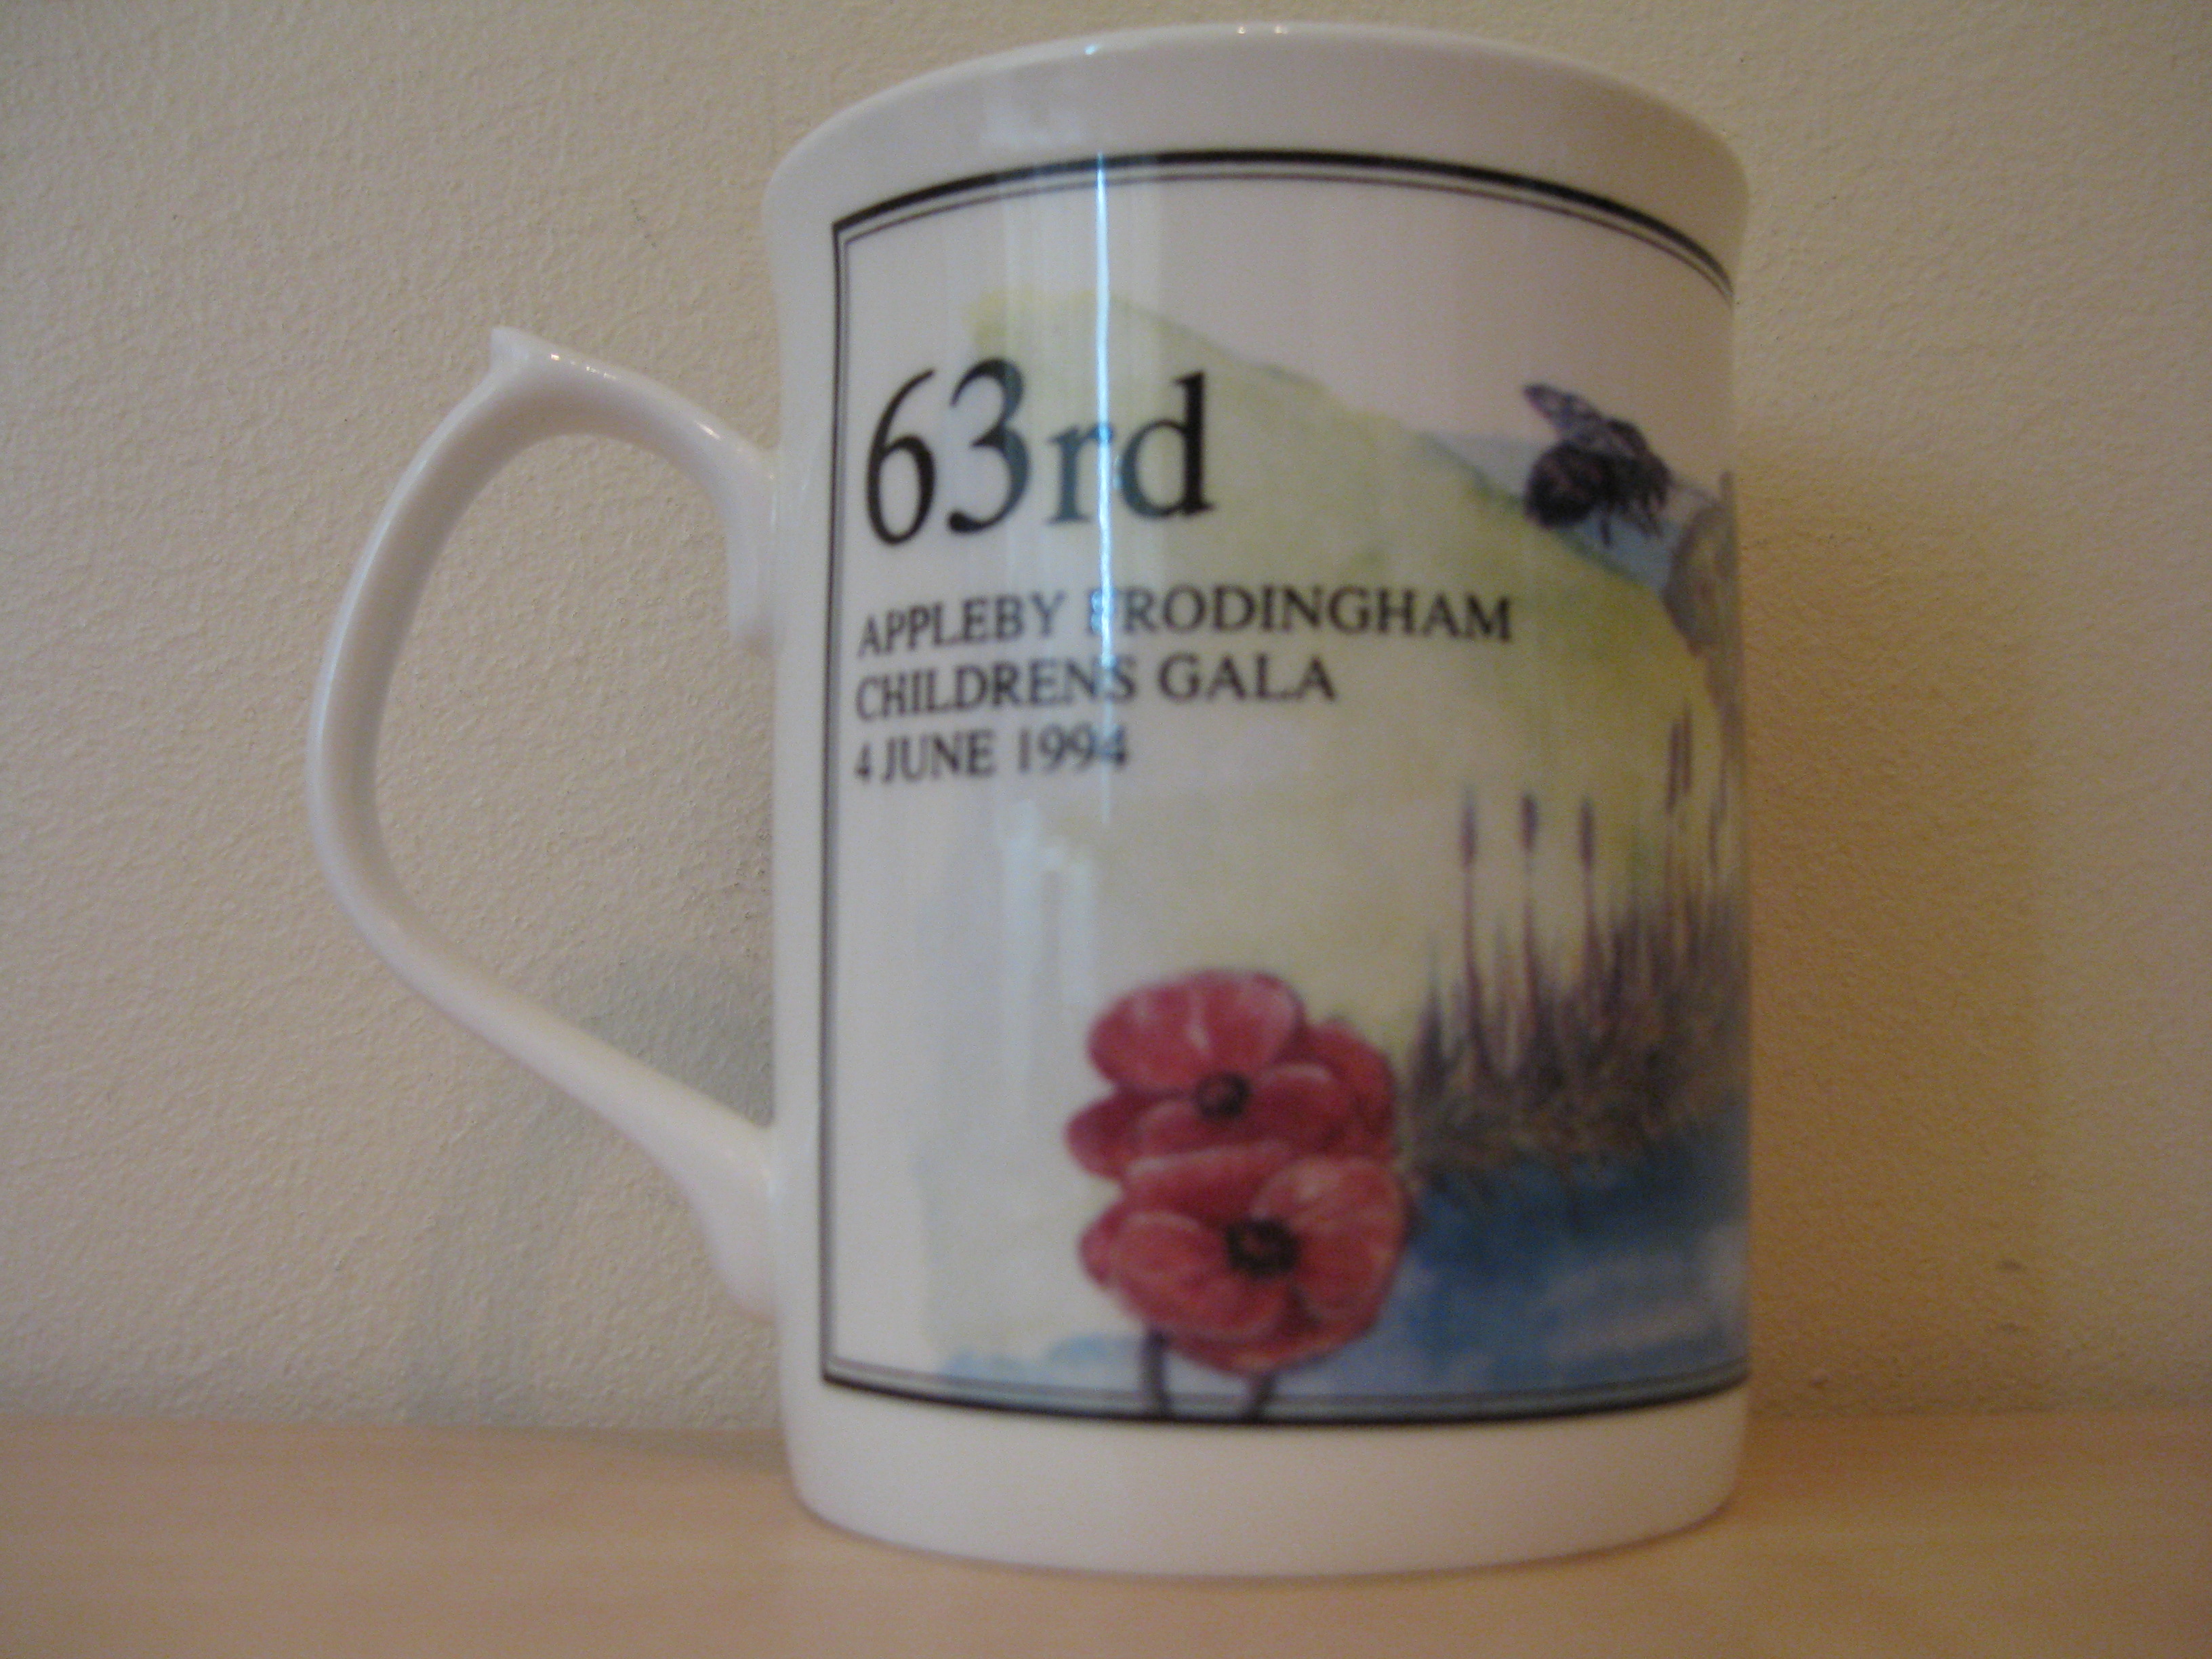 63rd
APPLEBY FRODINGHAM
CHILDRENS GALA
4 JUNE 1994